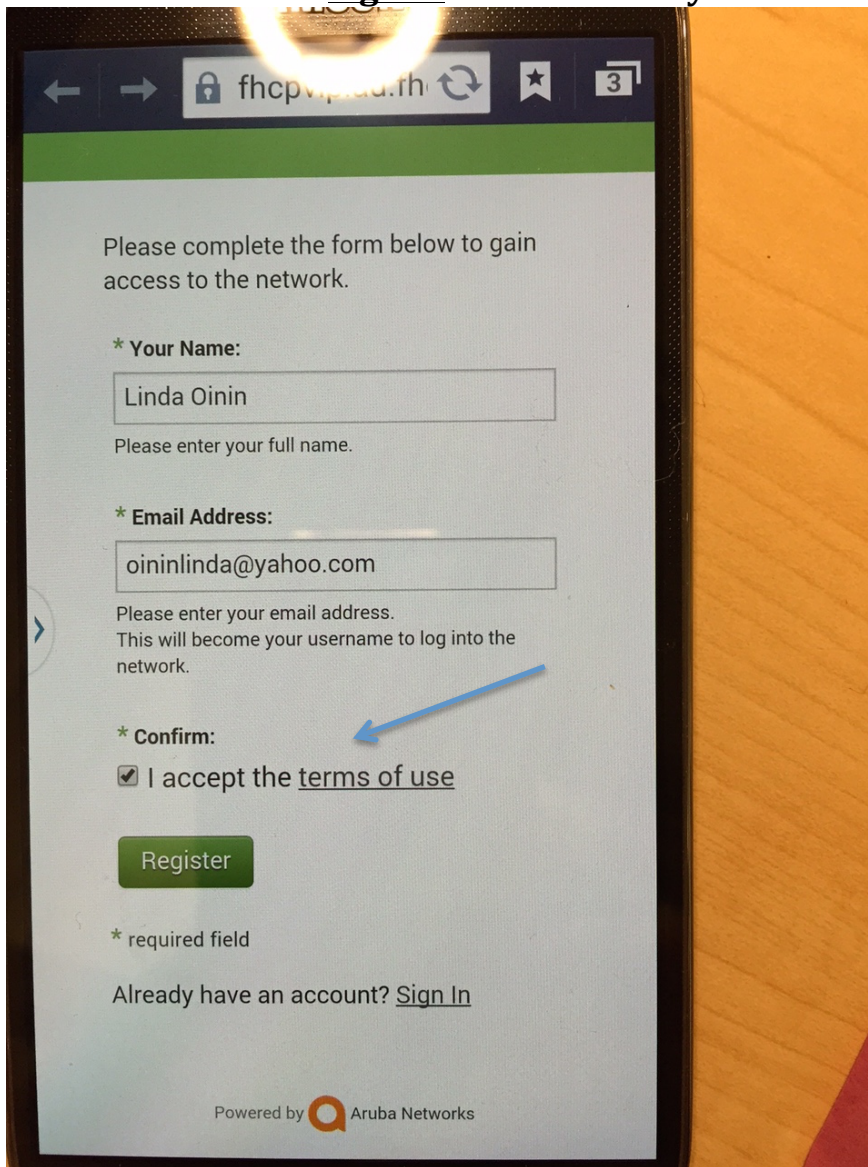 3
Please complete the form below to gain
access to the network.
* Your Name:
Linda Oinin
Please enter your full name.
* Email Address:
oininlinda@yahoo.com
Please enter your email address.
This will become your username to log into the
network.
* Confirm:
I accept the terms of use
Register
* required field
Already have an account? Sign In
Powered by Aruba Networks